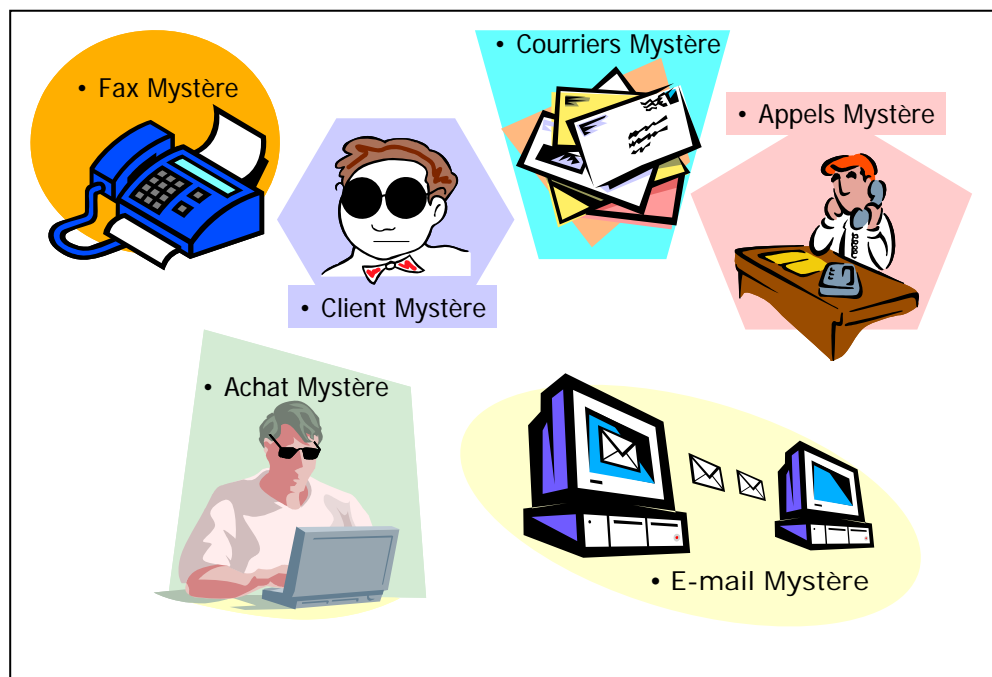 • Courriers Mystère
• Fax Mystère
• Appels Mystère
• Client Mystère
• Achat Mystère
• E-mail Mystère